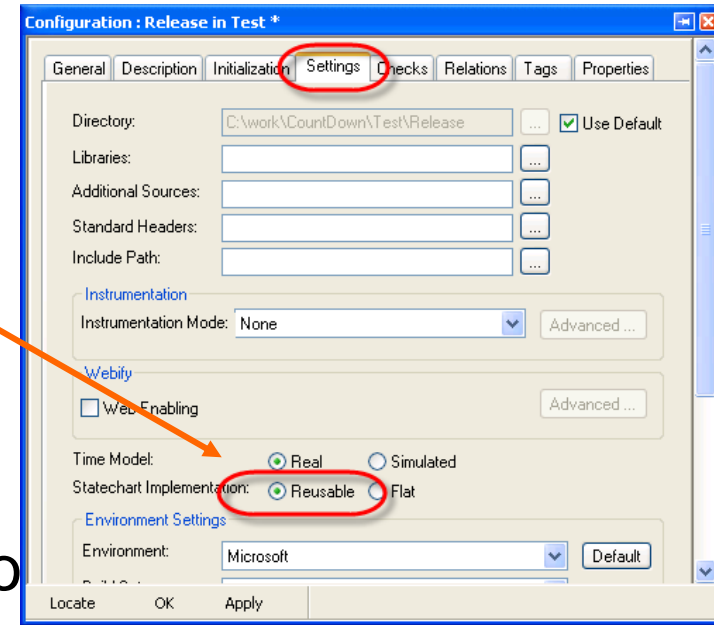 Configuration : Release in Test *
General Description Initialization Settings Checks Relations Tags Properties
Directory: C:\work\CountDown\Test\Release ... Use Default
Libraries: ...
Additional Sources: ...
Standard Headers: ...
Include Path: ...
Instrumentation
Instrumentation Mode: None Advanced ...
Webify
Web Enabling Advanced ...
Time Model: Real Simulated
Statechart Implementation: Reusable Flat
Environment Settings
Environment: Microsoft Default
Locate OK Apply